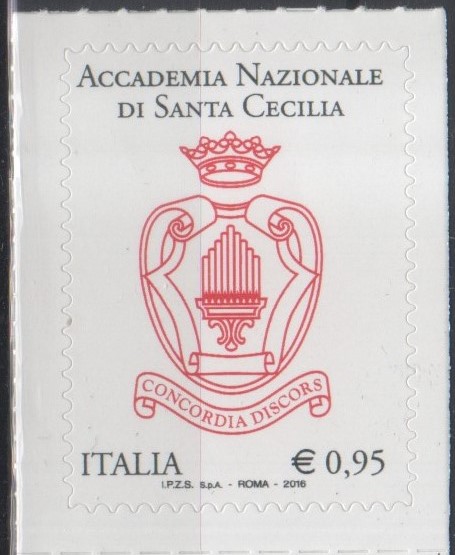 ACCADEMIA NAZIONALE
DI SANTA CECILIA
CONCORDIA DISCORS
ITALIA € 0,95
I.P.Z.S. S.p.A. - ROMA - 2016